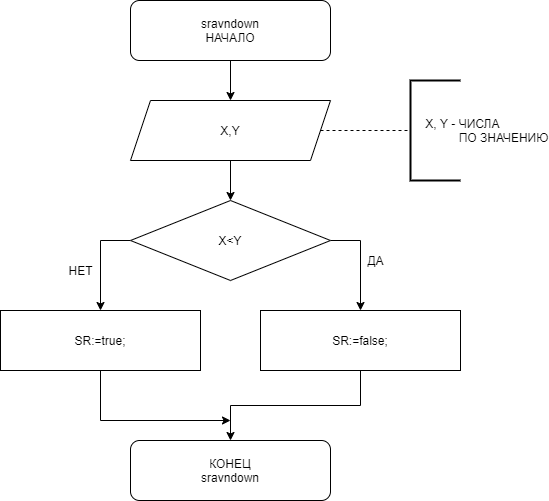 sravndown
НАЧАЛО
X,Y
X, Y - ЧИСЛА
ПО ЗНАЧЕНИЮ
X<Y
НЕТ
ДА
SR:=true;
SR:=false;
КОНЕЦ
sravndown